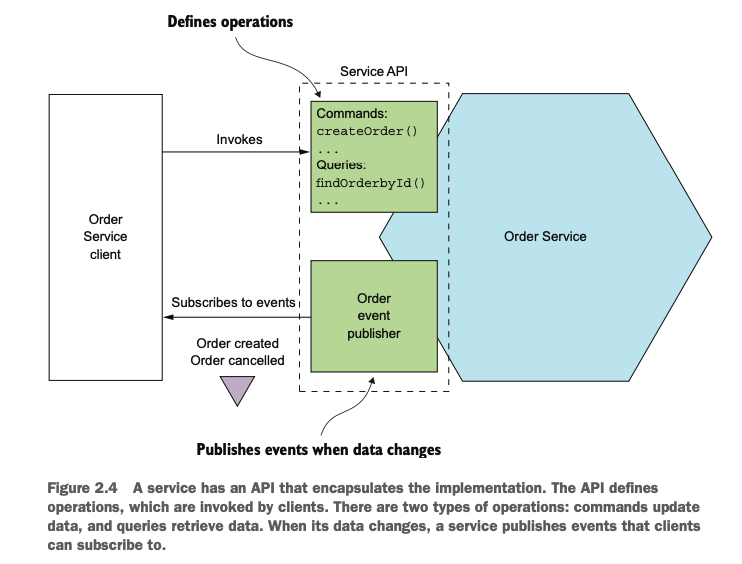 Defines operations
Service API
Commands:
createOrder()
...
Queries:
findOrderbyId()
...
Invokes
Order
Service
client
Order Service
Subscribes to events
Order
event
publisher
Order created
Order cancelled
Publishes events when data changes
Figure 2.4 A service has an API that encapsulates the implementation. The API defines
operations, which are invoked by clients. There are two types of operations: commands update
data, and queries retrieve data. When its data changes, a service publishes events that clients
can subscribe to.